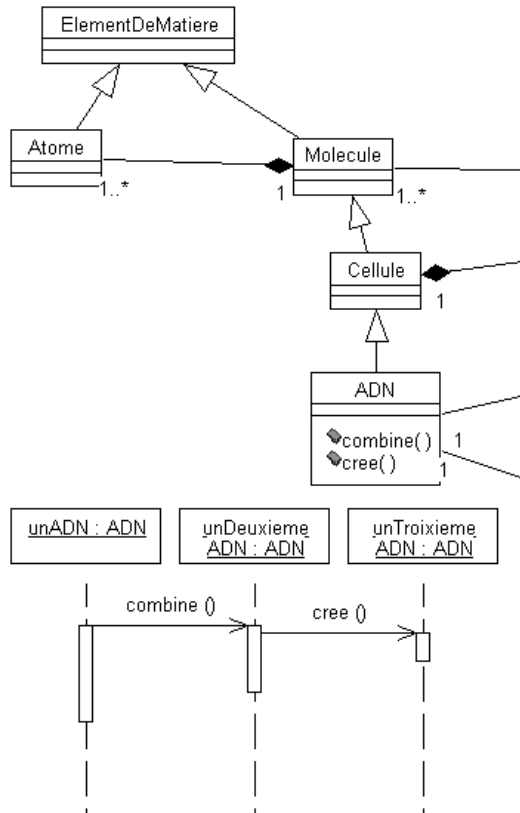 ElementDeMatiere
Atome
Molecule
1..*
1
1..*
Cellule
1
ADN
combine()
1
cree()
1
unADN : ADN
unDeuxieme
ADN : ADN
unTroixieme
ADN : ADN
combine ()
cree ()